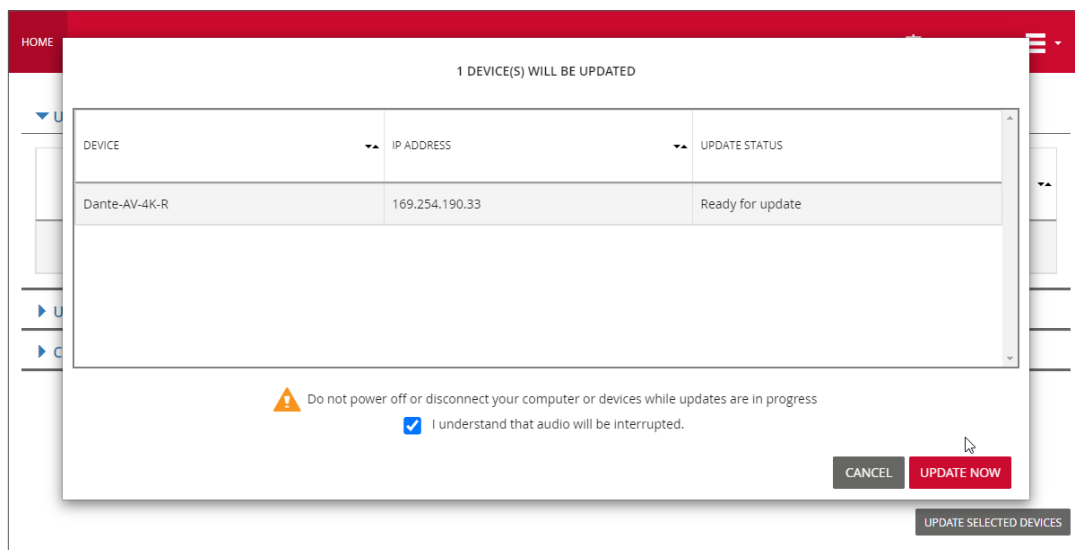 HOME
1 DEVICE(S) WILL BE UPDATED
U
DEVICE IP ADDRESS UPDATE STATUS
Dante-AV-4K-R 169.254.190.33 Ready for update
U
C
Do not power off or disconnect your computer or devices while updates are in progress
I understand that audio will be interrupted.
CANCEL UPDATE NOW
UPDATE SELECTED DEVICES